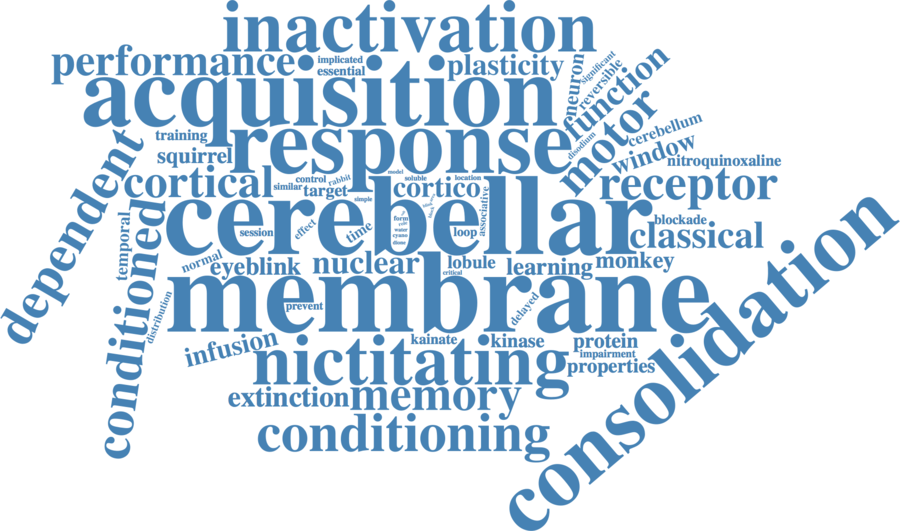 inactivation
performance
implicated
essential
plasticity
neuron
significant
reversible
function
acquisition
disodium
motor
cerebellum
training
response
window
squirrel
nitroquinoxaline
dependent
cortical
similar
control
target
rabbit
model
soluble
location
simple
cortico
associative
receptor
conditioned
temporal
cerebellar
session
effect
time
form
water
cyano
dione
loop
blockade
classical
normal
eyeblink
nuclear
lobule
critical
learning
monkey
distribution
membrane
prevent
delayed
consolidation
infusion
kainate
kinase
protein
impairment
nictitating
properties
extinction
memory
conditioning